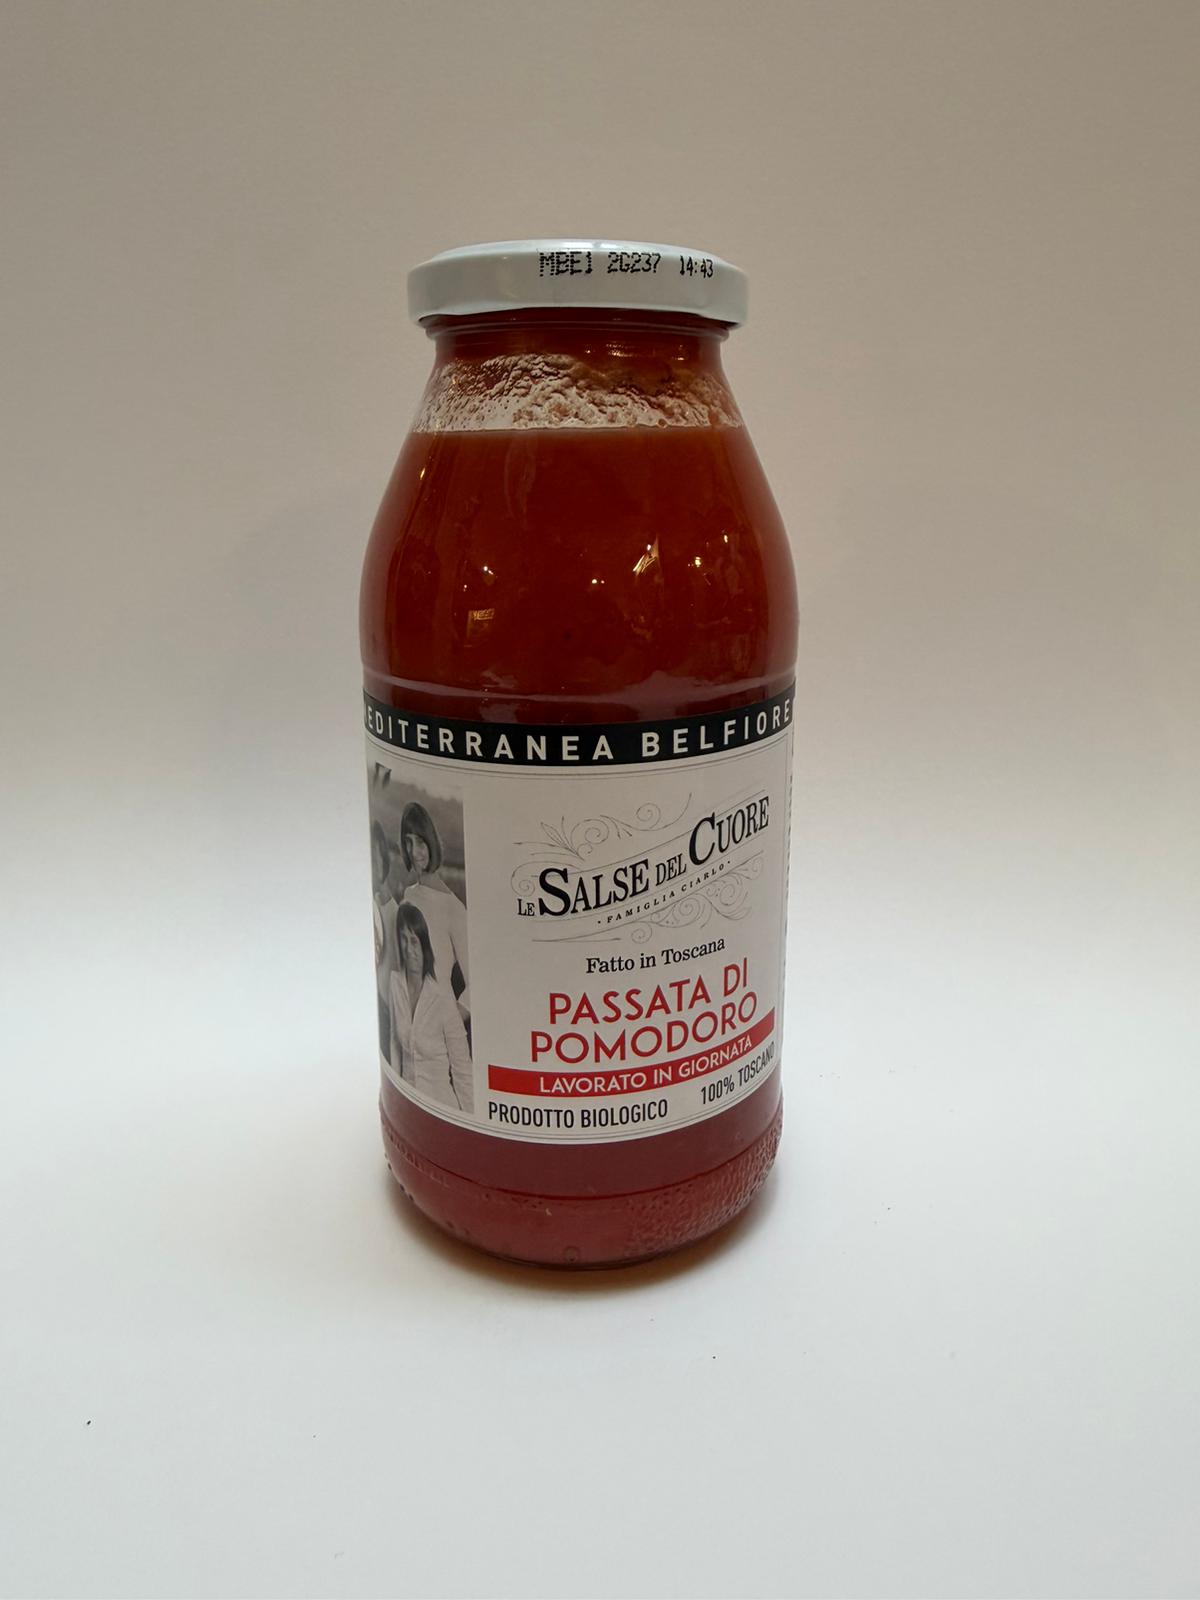 MBE1 2G237 14:43
MEDITERRANEA BELFIORE
LE SALSE DEL CUORE
• FAMIGLIA CIARLO •
Fatto in Toscana
PASSATA DI
POMODORO
LAVORATO IN GIORNATA
PRODOTTO BIOLOGICO 100% TOSCANO